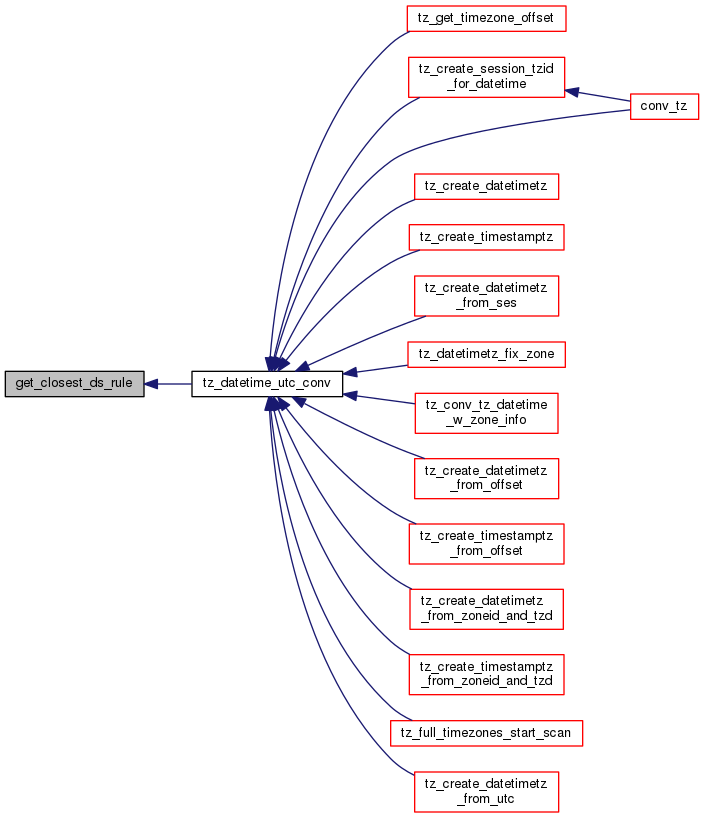 tz_get_timezone_offset
tz_create_session_tzid
_for_datetime
conv_tz
tz_create_datetimetz
tz_create_timestamptz
tz_create_datetimetz
_from_ses
tz_datetimetz_fix_zone
get_closest_ds_rule
tz_datetime_utc_conv
tz_conv_tz_datetime
_w_zone_info
tz_create_datetimetz
_from_offset
tz_create_timestamptz
_from_offset
tz_create_datetimetz
_from_zoneid_and_tzd
tz_create_timestamptz
_from_zoneid_and_tzd
tz_full_timezones_start_scan
tz_create_datetimetz
_from_utc